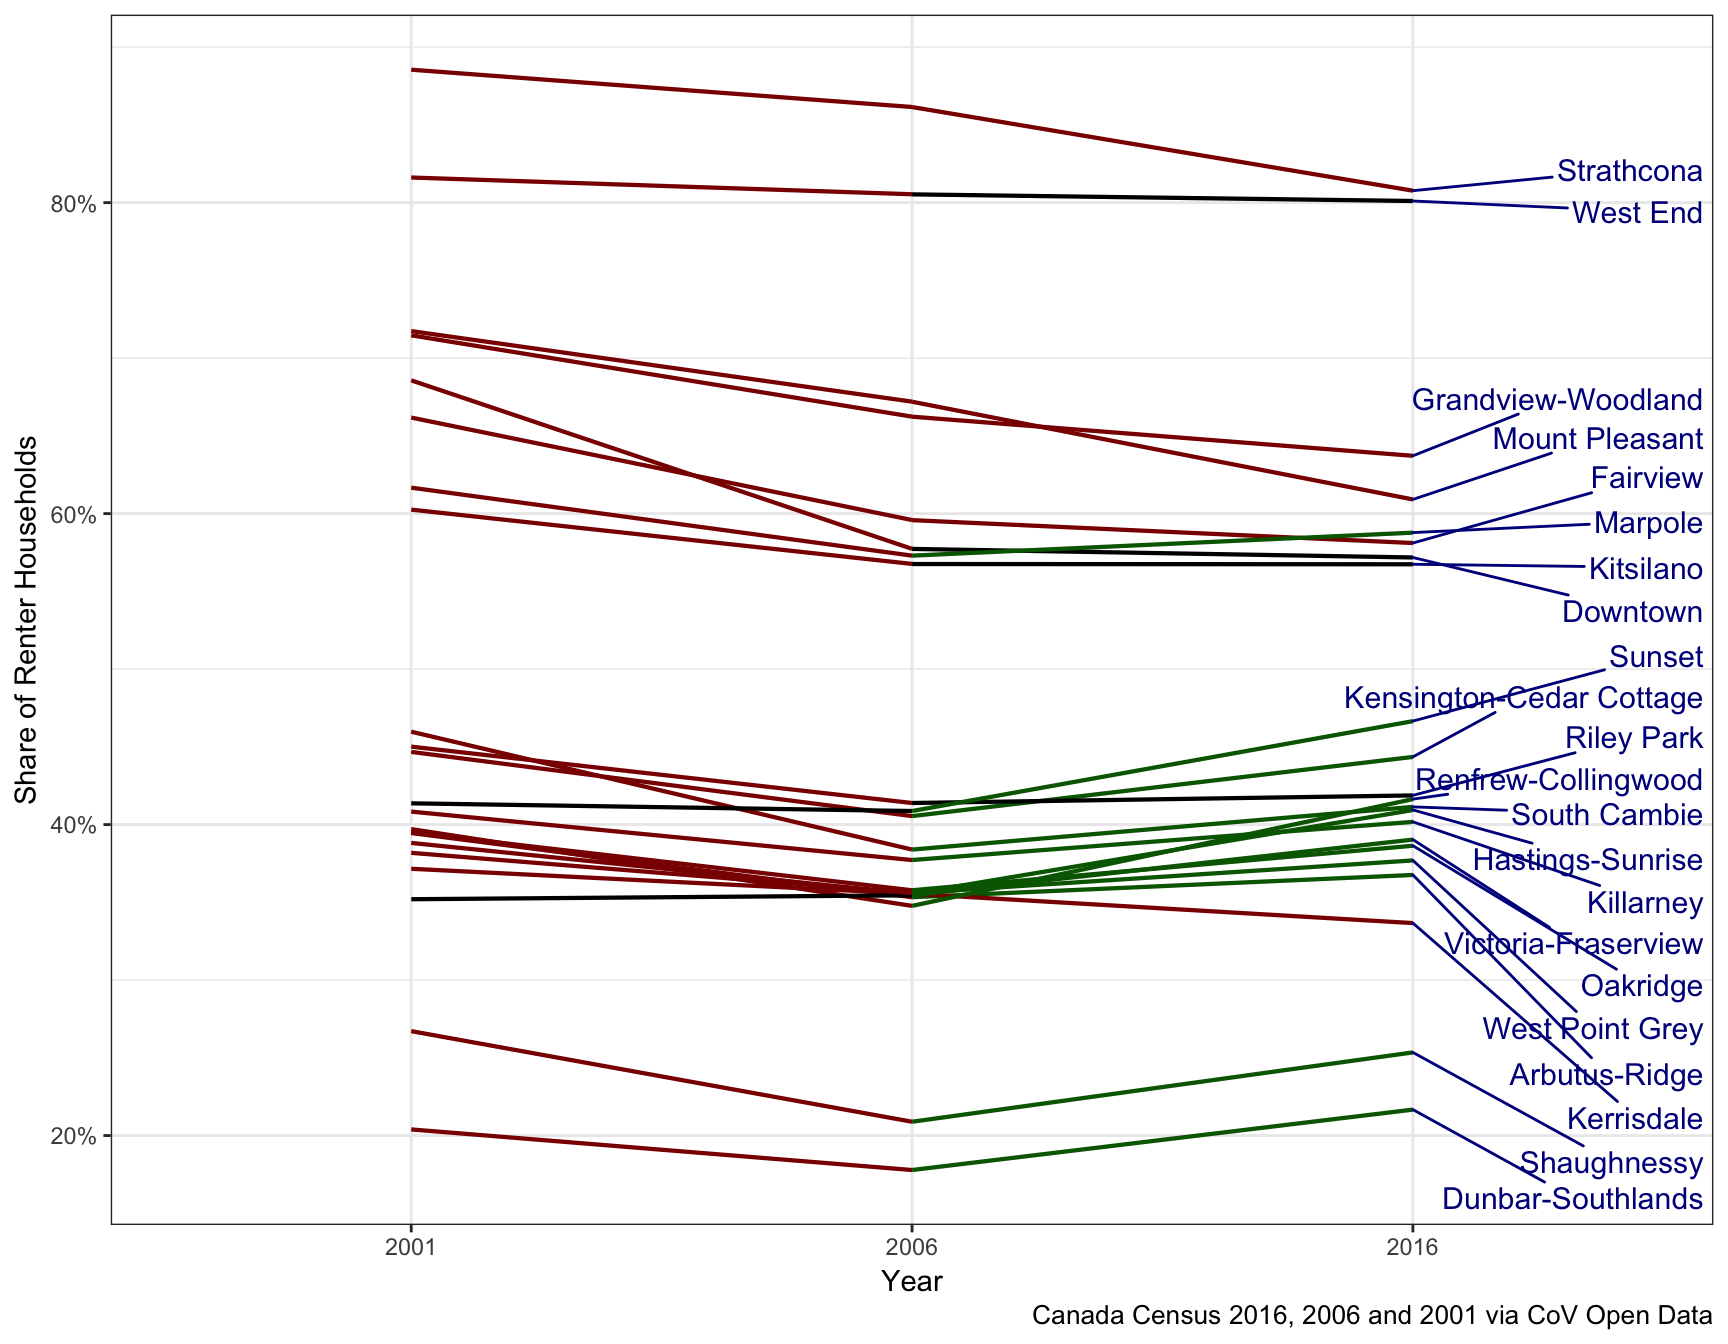 Share of Renter Households
80%
60%
40%
20%
Strathcona
West End
Grandview-Woodland
Mount Pleasant
Fairview
Marpole
Kitsilano
Downtown
Sunset
Kensington-Cedar Cottage
Riley Park
Renfrew-Collingwood
South Cambie
Hastings-Sunrise
Killarney
Victoria-Fraserview
Oakridge
West Point Grey
Arbutus-Ridge
Kerrisdale
Shaughnessy
Dunbar-Southlands
2001
2006
2016
Year
Canada Census 2016, 2006 and 2001 via CoV Open Data